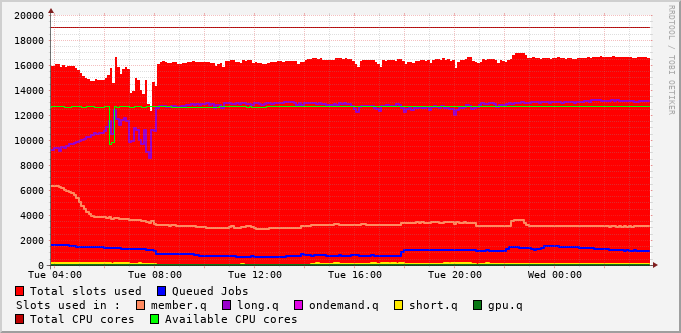 20000
18000
16000
14000
12000
10000
8000
6000
4000
2000
0
Tue 04:00 Tue 08:00 Tue 12:00 Tue 16:00 Tue 20:00 Wed 00:00
Total slots used Queued Jobs
Slots used in : member.q long.q ondemand.q short.q gpu.q
Total CPU cores Available CPU cores
RRDTOOL / TOBI OETIKER